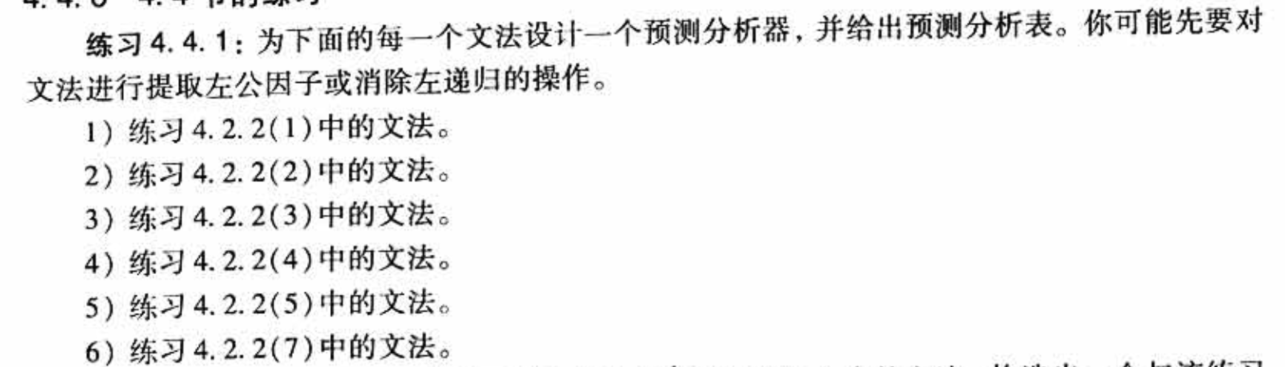 练习4.4.1：为下面的每一个文法设计一个预测分析器，并给出预测分析表。你可能先要对
文法进行提取左公因子或消除左递归的操作。
1) 练习4.2.2(1)中的文法。
2) 练习4.2.2(2)中的文法。
3) 练习4.2.2(3)中的文法。
4) 练习4.2.2(4)中的文法。
5) 练习4.2.2(5)中的文法。
6) 练习4.2.2(7)中的文法。